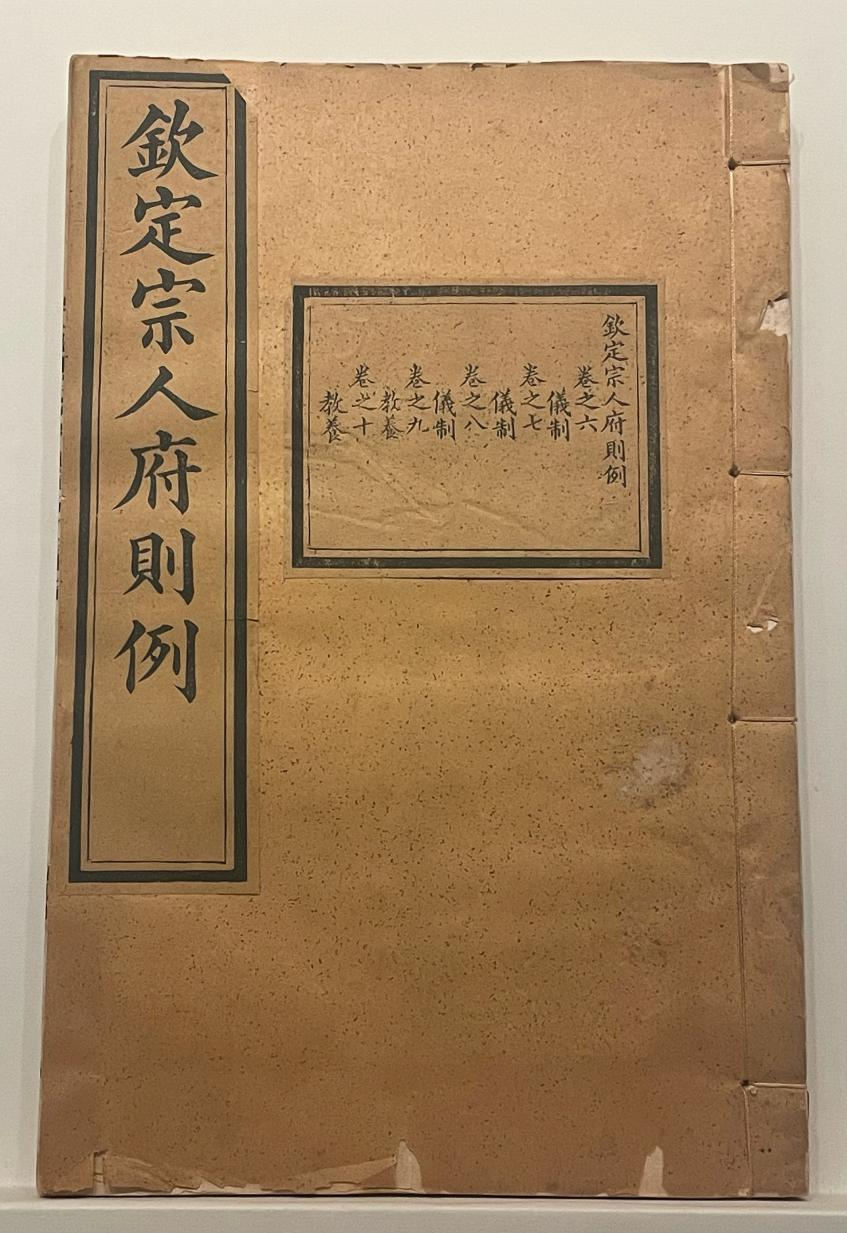 欽定宗人府則例
欽定宗人府則例
卷之六
儀制
卷之七
儀制
卷之八
儀制
卷之九
教養
卷之十
教養